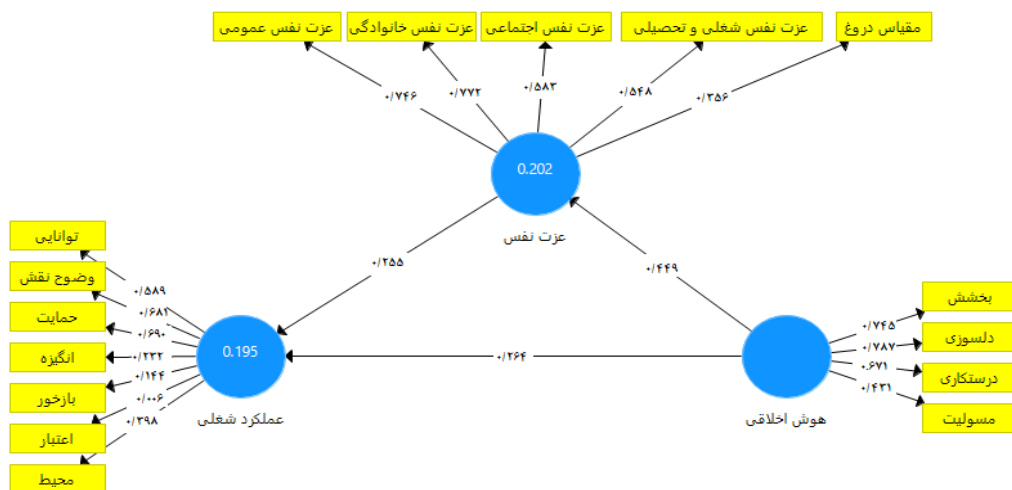 مقیاس دروغ
عزت نفس شغلی و تحصیلی
عزت نفس اجتماعی
عزت نفس خانوادگی
عزت نفس عمومی
۰/۳۵۶
۰/۵۴۸
۰/۵۸۳
۰/۷۷۲
۰/۷۴۶
0.202
عزت نفس
۰/۲۵۵
۰/۴۴۹
توانایی
وضوح نقش
حمایت
انگیزه
بازخور
اعتبار
محیط
۰/۵۸۹
۰/۶۸۱
۰/۶۹۰
۰/۲۳۲
۰/۱۴۴
۰/۰۰۶
۰/۳۹۸
0.195
عملکرد شغلی
۰/۲۶۴
هوش اخلاقی
۰/۷۴۵
۰/۷۸۷
۰.۶۷۱
۰/۴۳۱
بخشش
دلسوزی
درستکاری
مسولیت